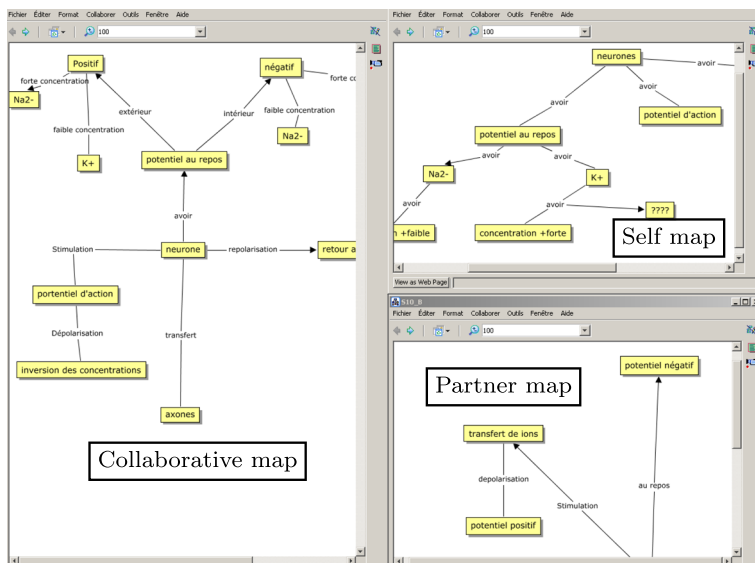 Fichier Éditer Format Collaborer Outils Fenêtre Aide
100
Positif
négatif
forte concentration
forte co
Na2-
extérieur
intérieur
faible concentration
faible concentration
Na2-
K+
potentiel au repos
avoir
Stimulation
neurone
repolarisation
retour a
portentiel d'action
Dépolarisation
transfert
inversion des concentrations
axones
Collaborative map
Fichier Éditer Format Collaborer Outils Fenêtre Aide
100
neurones
avoir
avoir
avoir
potentiel d'action
potentiel au repos
avoir
avoir
Na2-
K+
avoir
avoir
????
n +faible
concentration +forte
Self map
View as Web Page
S10_B
Fichier Éditer Format Collaborer Outils Fenêtre Aide
100
potentiel négatif
Partner map
transfert de ions
depolarisation
au repos
Stimulation
potentiel positif